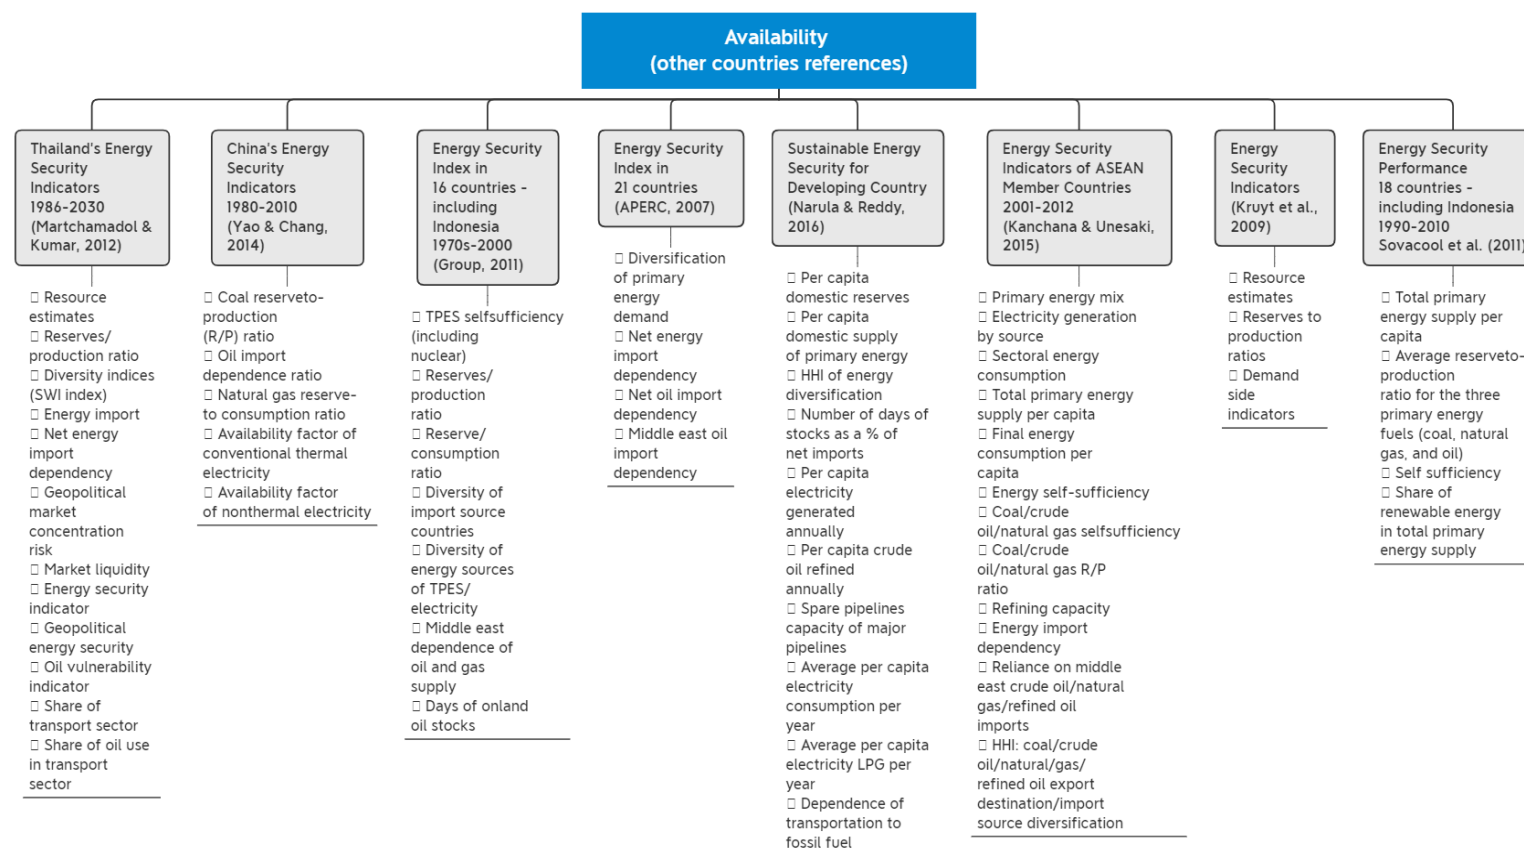 Availability
(other countries references)
Thailand's Energy
Security
Indicators
1986-2030
(Martchamadol &
Kumar, 2012)
□ Resource
estimates
□ Reserves/
production ratio
□ Diversity indices
(SWI index)
□ Energy import
□ Net energy
import
dependency
□ Geopolitical
market
concentration
risk
□ Market liquidity
□ Energy security
indicator
□ Geopolitical
energy security
□ Oil vulnerability
indicator
□ Share of
transport sector
□ Share of oil use
in transport
sector
China's Energy
Security
Indicators
1980-2010
(Yao & Chang,
2014)
□ Coal reserveto-
production
(R/P) ratio
□ Oil import
dependence ratio
□ Natural gas reserve-
to consumption ratio
□ Availability factor of
conventional thermal
electricity
□ Availability factor
of nonthermal electricity
Energy Security
Index in
16 countries -
including
Indonesia
1970s-2000
(Group, 2011)
□ TPES selfsufficiency
(including
nuclear)
□ Reserves/
production
ratio
□ Reserve/
consumption
ratio
□ Diversity of
import source
countries
□ Diversity of
energy sources
of TPES/
electricity
□ Middle east
dependence of
oil and gas
supply
□ Days of onland
oil stocks
Energy Security
Index in
21 countries
(APERC, 2007)
□ Diversification
of primary
energy
demand
□ Net energy
import
dependency
□ Net oil import
dependency
□ Middle east oil
import
dependency
Sustainable Energy
Security for
Developing Country
(Narula & Reddy,
2016)
□ Per capita
domestic reserves
□ Per capita
domestic supply
of primary energy
□ HHI of energy
diversification
□ Number of days of
stocks as a % of
net imports
□ Per capita
electricity
generated
annually
□ Per capita crude
oil refined
annually
□ Spare pipelines
capacity of major
pipelines
□ Average per capita
electricity
consumption per
year
□ Average per capita
electricity LPG per
year
□ Dependence of
transportation to
fossil fuel
Energy Security
Indicators of ASEAN
Member Countries
2001-2012
(Kanchana & Unesaki,
2015)
□ Primary energy mix
□ Electricity generation
by source
□ Sectoral energy
consumption
□ Total primary energy
supply per capita
□ Final energy
consumption per
capita
□ Energy self-sufficiency
□ Coal/crude
oil/natural gas selfsufficiency
□ Coal/crude
oil/natural gas R/P
ratio
□ Refining capacity
□ Energy import
dependency
□ Reliance on middle
east crude oil/natural
gas/refined oil
imports
□ HHI: coal/crude
oil/natural/gas/
refined oil export
destination/import
source diversification
Energy
Security
Indicators
(Kruyt et al.,
2009)
□ Resource
estimates
□ Reserves to
production
ratios
□ Demand
side
indicators
Energy Security
Performance
18 countries -
including Indonesia
1990-2010
Sovacool et al. (2011)
□ Total primary
energy supply per
capita
□ Average reserveto-
production
ratio for the three
primary energy
fuels (coal, natural
gas, and oil)
□ Self sufficiency
□ Share of
renewable energy
in total primary
energy supply